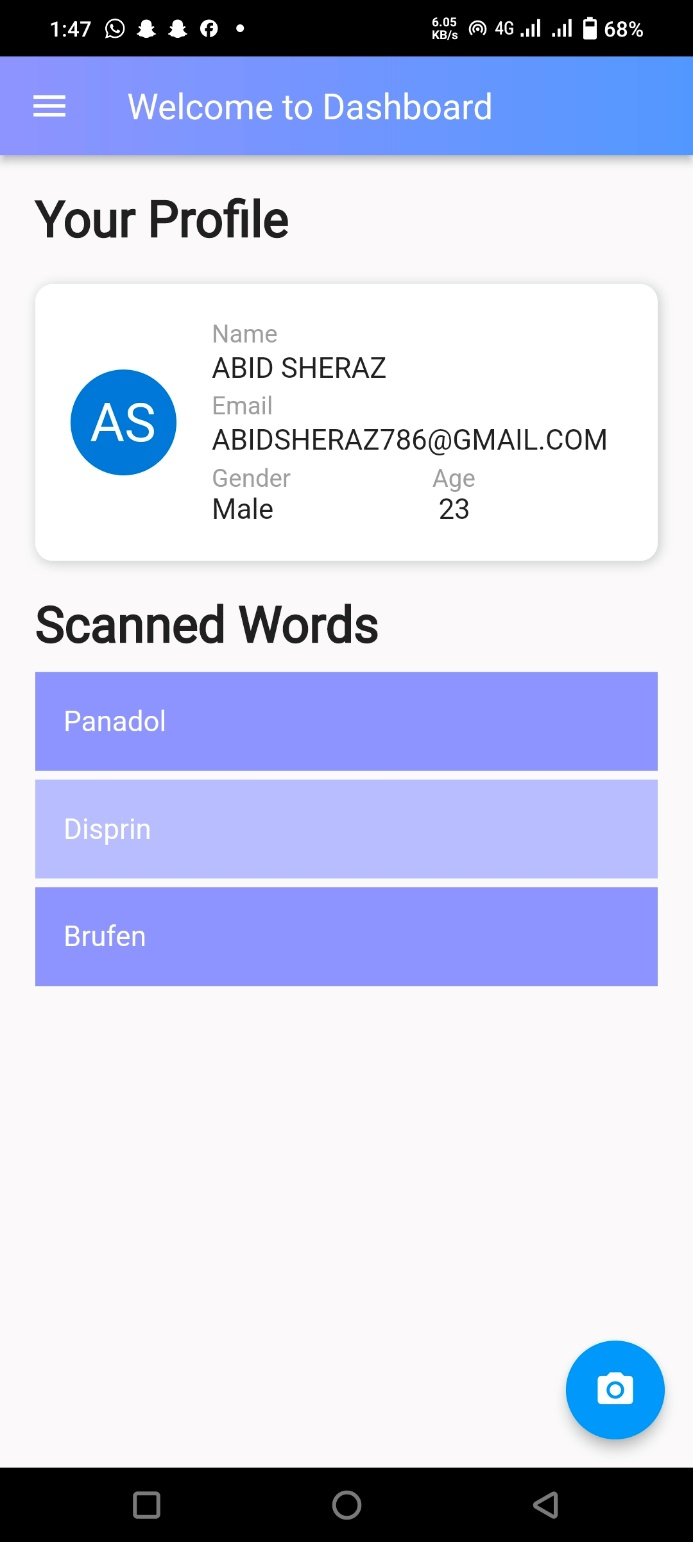 1:47 6.05 KB/s 4G 68%
Welcome to Dashboard
Your Profile
AS
Name
ABID SHERAZ
Email
ABIDSHERAZ786@GMAIL.COM
Gender Age
Male 23
Scanned Words
Panadol
Disprin
Brufen